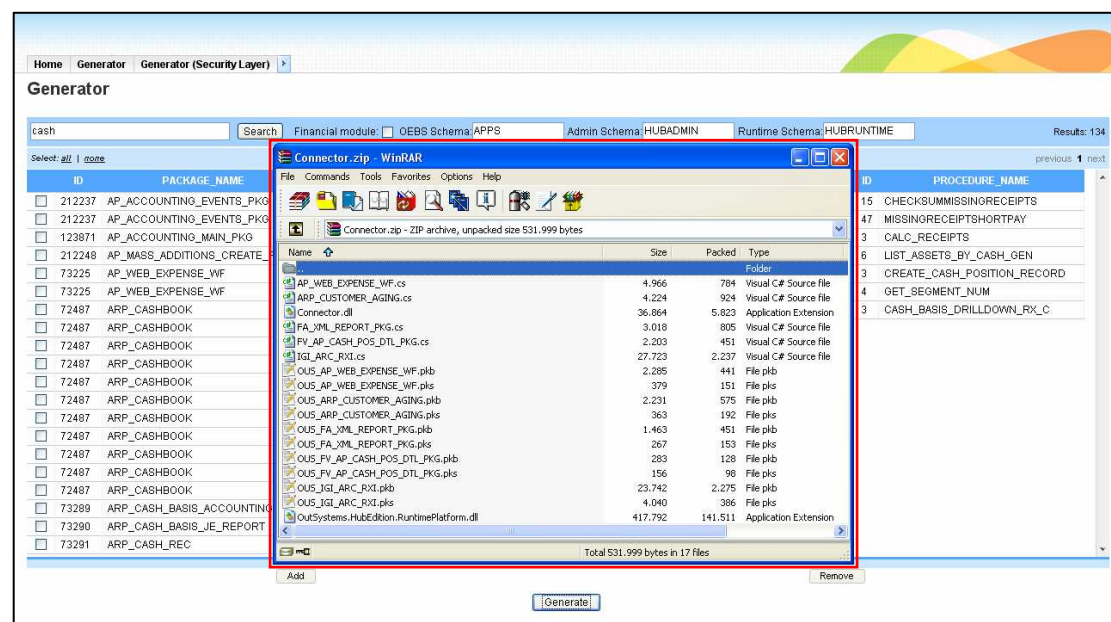 Home Generator Generator (Security Layer)
Generator
cash Search Financial module: OEBS Schema: APPS Admin Schema: HUBADMIN Runtime Schema: HUBRUNTIME Results: 134
Select: all | none previous 1 next
ID PACKAGE_NAME ID PROCEDURE_NAME
212237 AP_ACCOUNTING_EVENTS_PKG 15 CHECKSUMMISSINGRECEIPTS
212237 AP_ACCOUNTING_EVENTS_PKG 47 MISSINGRECEIPTSHORTPAY
123871 AP_ACCOUNTING_MAIN_PKG 3 CALC_RECEIPTS
212248 AP_MASS_ADDITIONS_CREATE_ 6 LIST_ASSETS_BY_CASH_GEN
73225 AP_WEB_EXPENSE_WF 3 CREATE_CASH_POSITION_RECORD
73225 AP_WEB_EXPENSE_WF 4 GET_SEGMENT_NUM
72487 ARP_CASHBOOK 3 CASH_BASIS_DRILLDOWN_RX_C
72487 ARP_CASHBOOK
72487 ARP_CASHBOOK
72487 ARP_CASHBOOK
72487 ARP_CASHBOOK
72487 ARP_CASHBOOK
72487 ARP_CASHBOOK
72487 ARP_CASHBOOK
72487 ARP_CASHBOOK
72487 ARP_CASHBOOK
72487 ARP_CASHBOOK
73289 ARP_CASH_BASIS_ACCOUNTING
73290 ARP_CASH_BASIS_JE_REPORT
73291 ARP_CASH_REC
Connector.zip - WinRAR
File Commands Tools Favorites Options Help
Connector.zip - ZIP archive, unpacked size 531.999 bytes
Name Size Packed Type
.. Folder
AP_WEB_EXPENSE_WF.cs 4.966 784 Visual C# Source file
ARP_CUSTOMER_AGING.cs 4.224 924 Visual C# Source file
Connector.dll 36.864 5.823 Application Extension
FA_XML_REPORT_PKG.cs 3.018 805 Visual C# Source file
FV_AP_CASH_POS_DTL_PKG.cs 2.203 451 Visual C# Source file
IGI_ARC_RXI.cs 27.723 2.237 Visual C# Source file
OUS_AP_WEB_EXPENSE_WF.pkb 2.285 441 File pkb
OUS_AP_WEB_EXPENSE_WF.pks 379 151 File pks
OUS_ARP_CUSTOMER_AGING.pkb 2.231 575 File pkb
OUS_ARP_CUSTOMER_AGING.pks 363 192 File pks
OUS_FA_XML_REPORT_PKG.pkb 1.463 451 File pkb
OUS_FA_XML_REPORT_PKG.pks 267 153 File pks
OUS_FV_AP_CASH_POS_DTL_PKG.pkb 283 128 File pkb
OUS_FV_AP_CASH_POS_DTL_PKG.pks 156 98 File pks
OUS_IGI_ARC_RXI.pkb 23.742 2.275 File pkb
OUS_IGI_ARC_RXI.pks 4.040 386 File pks
OutSystems.HubEdition.RuntimePlatform.dll 417.792 141.511 Application Extension
Total 531.999 bytes in 17 files
Add Remove
Generate